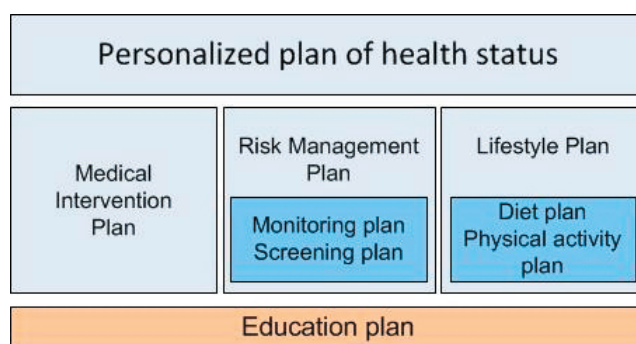 Personalized plan of health status
Medical
Intervention
Plan
Risk Management
Plan
Monitoring plan
Screening plan
Lifestyle Plan
Diet plan
Physical activity
plan
Education plan